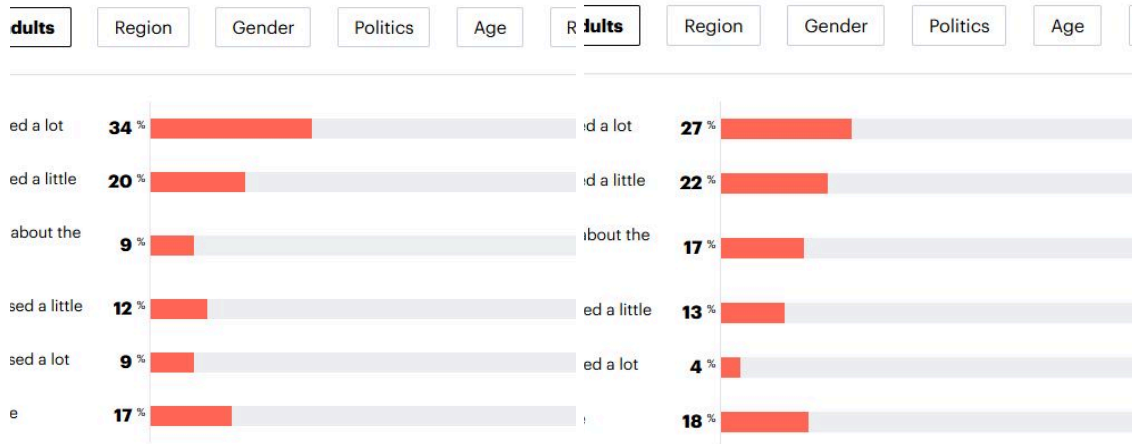 dults Region Gender Politics Age R
ed a lot 34 %
ed a little 20 %
about the
9 %
sed a little 12 %
sed a lot 9 %
e 17 %
dults Region Gender Politics Age
ed a lot 27 %
ed a little 22 %
about the
17 %
ed a little 13 %
ed a lot 4 %
18 %